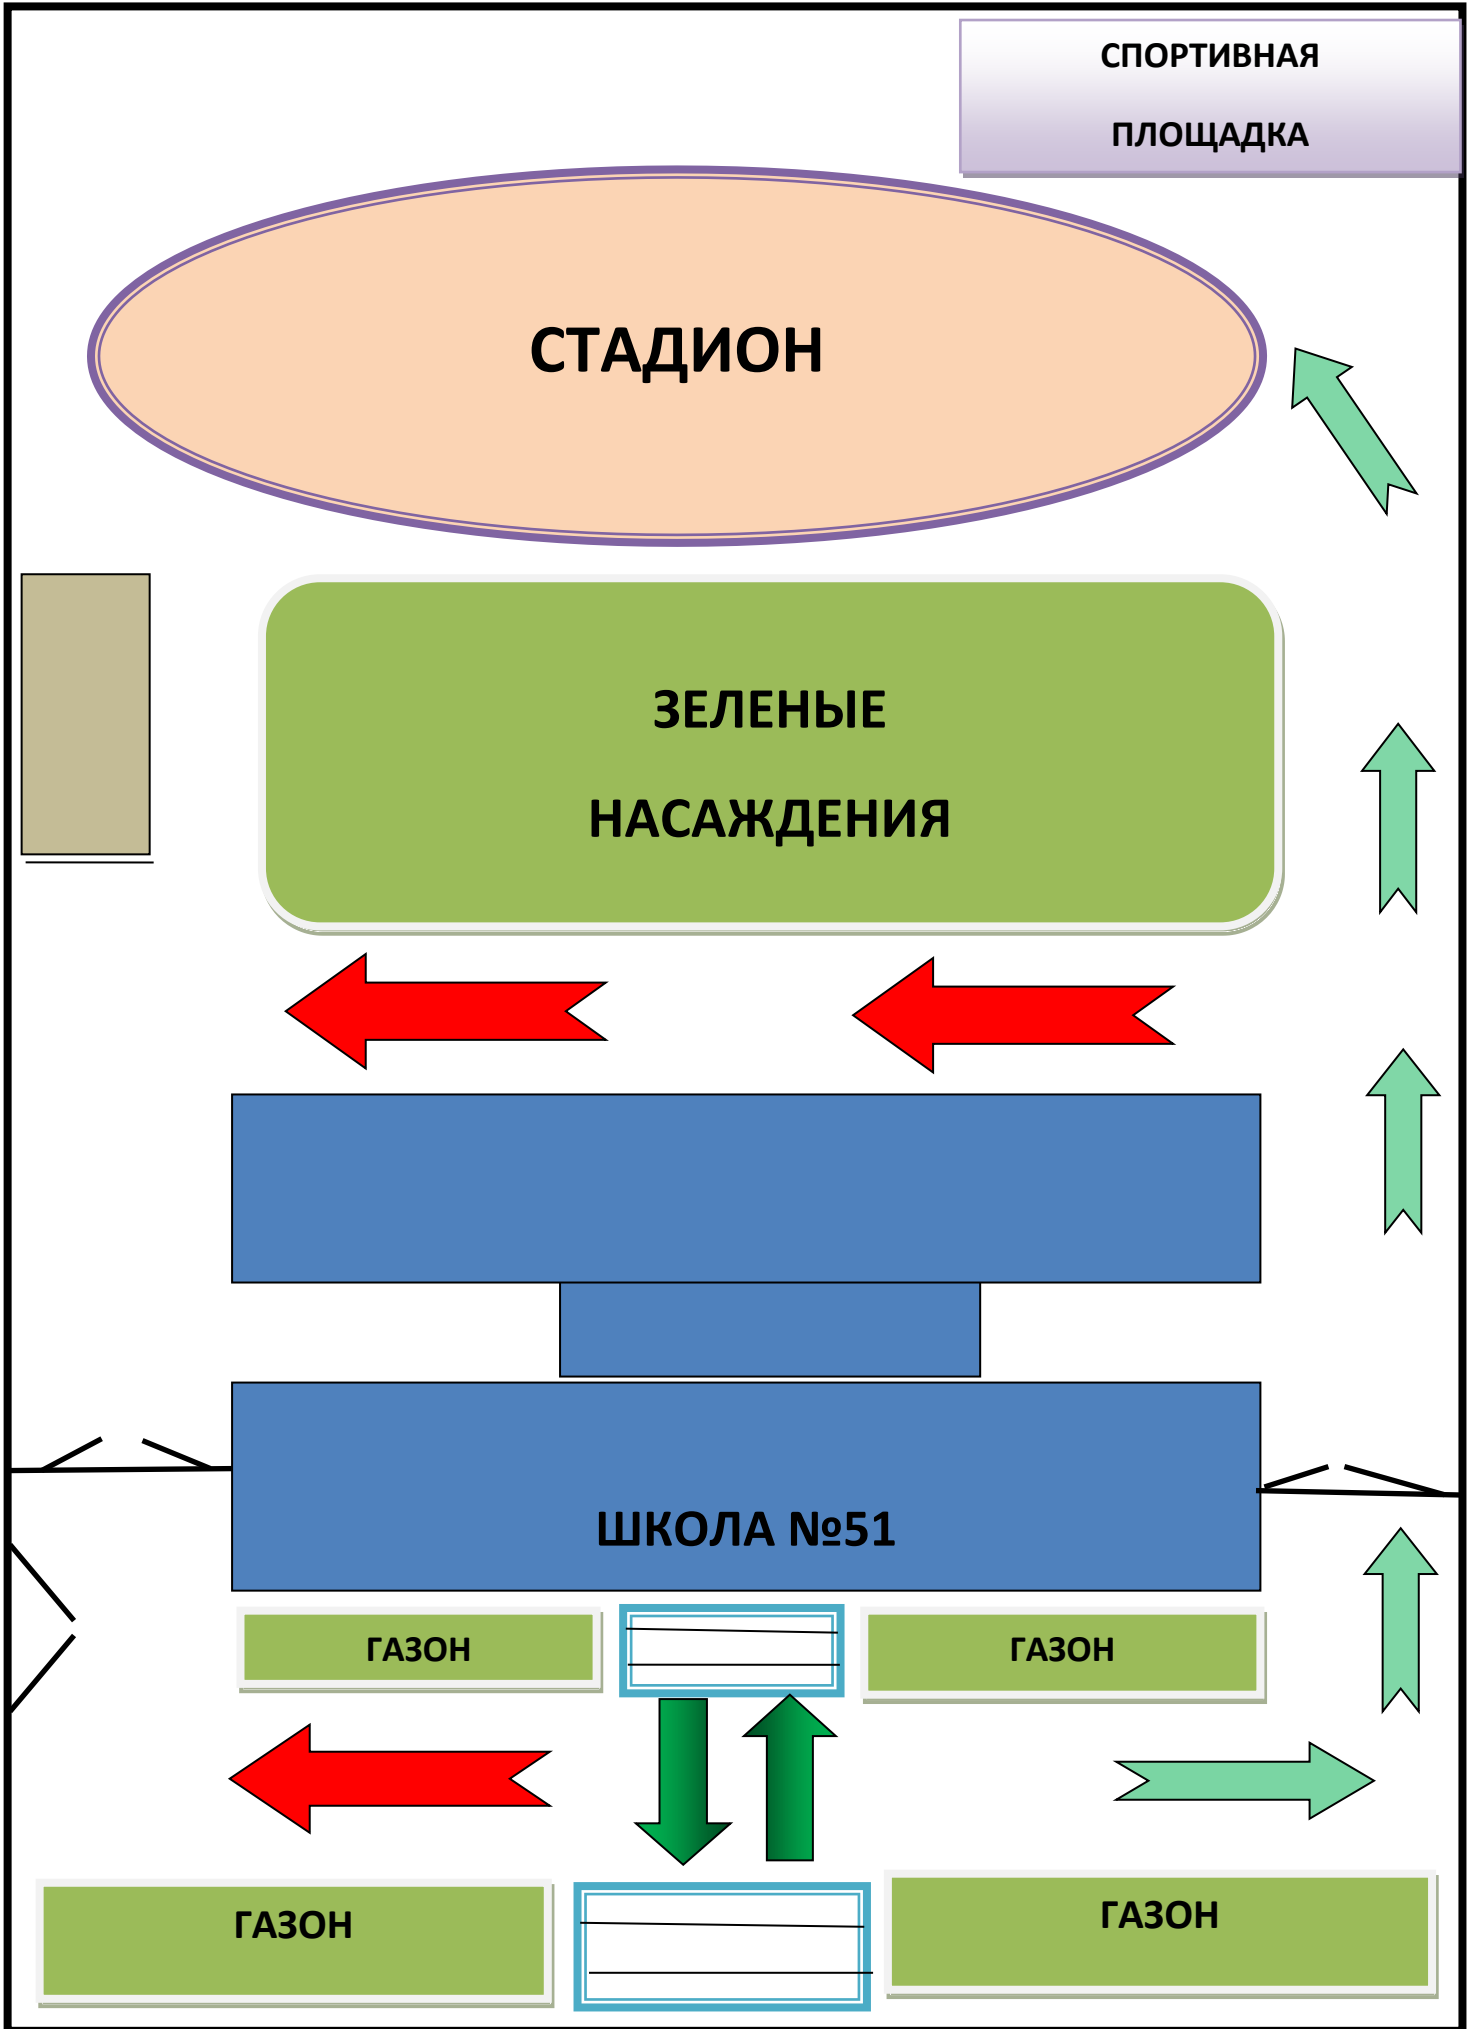 СПОРТИВНАЯ
ПЛОЩАДКА
СТАДИОН
ЗЕЛЕНЫЕ
НАСАЖДЕНИЯ
ШКОЛА №51
ГАЗОН
ГАЗОН
ГАЗОН
ГАЗОН